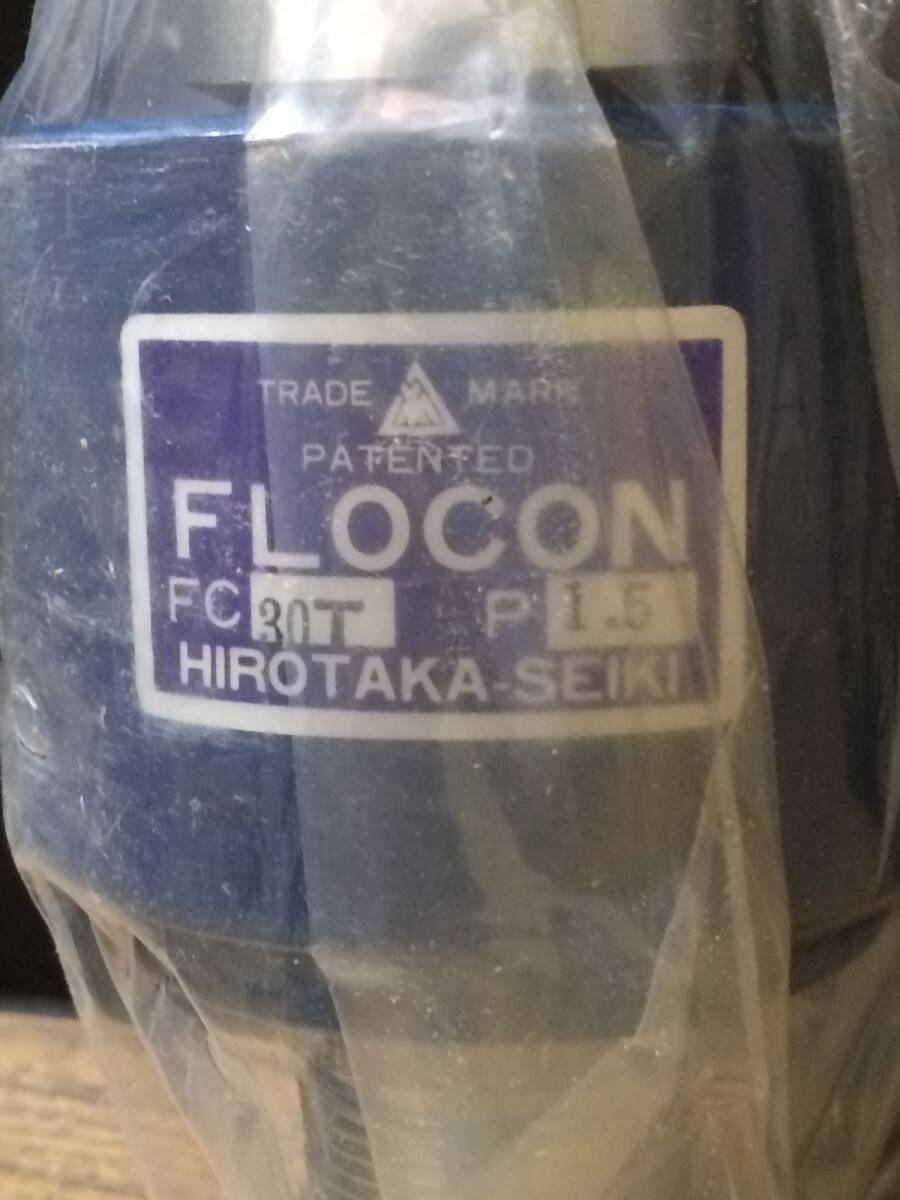 TRADE MARK
PATENTED
FLOCON
FC 30T P 1.5
HIROTAKA-SEIKI